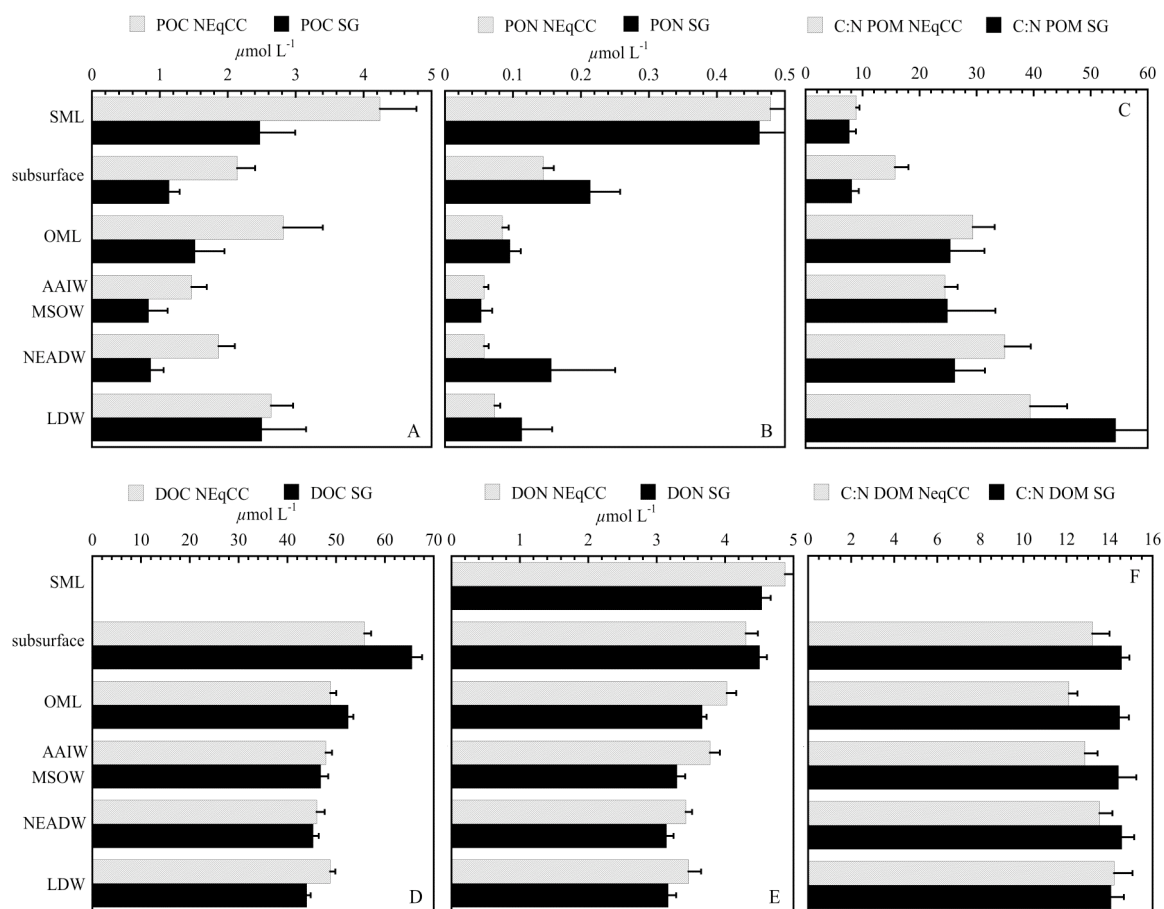 POC NEqCC POC SG
µmol L-1
0 1 2 3 4 5
PON NEqCC PON SG
µmol L-1
0 0.1 0.2 0.3 0.4 0.5
C:N POM NEqCC C:N POM SG
0 10 20 30 40 50 60
SML
subsurface
OML
AAIW
MSOW
NEADW
LDW
A
B
C
DOC NEqCC DOC SG
µmol L-1
0 10 20 30 40 50 60 70
DON NEqCC DON SG
µmol L-1
0 1 2 3 4 5
C:N DOM NeqCC C:N DOM SG
0 2 4 6 8 10 12 14 16
SML
subsurface
OML
AAIW
MSOW
NEADW
LDW
D
E
F